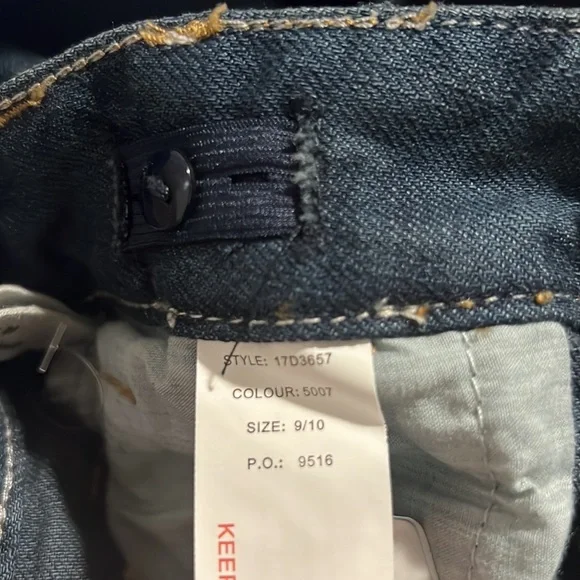 STYLE: 17D3657
COLOUR: 5007
SIZE: 9/10
P.O.: 9516
KEEP